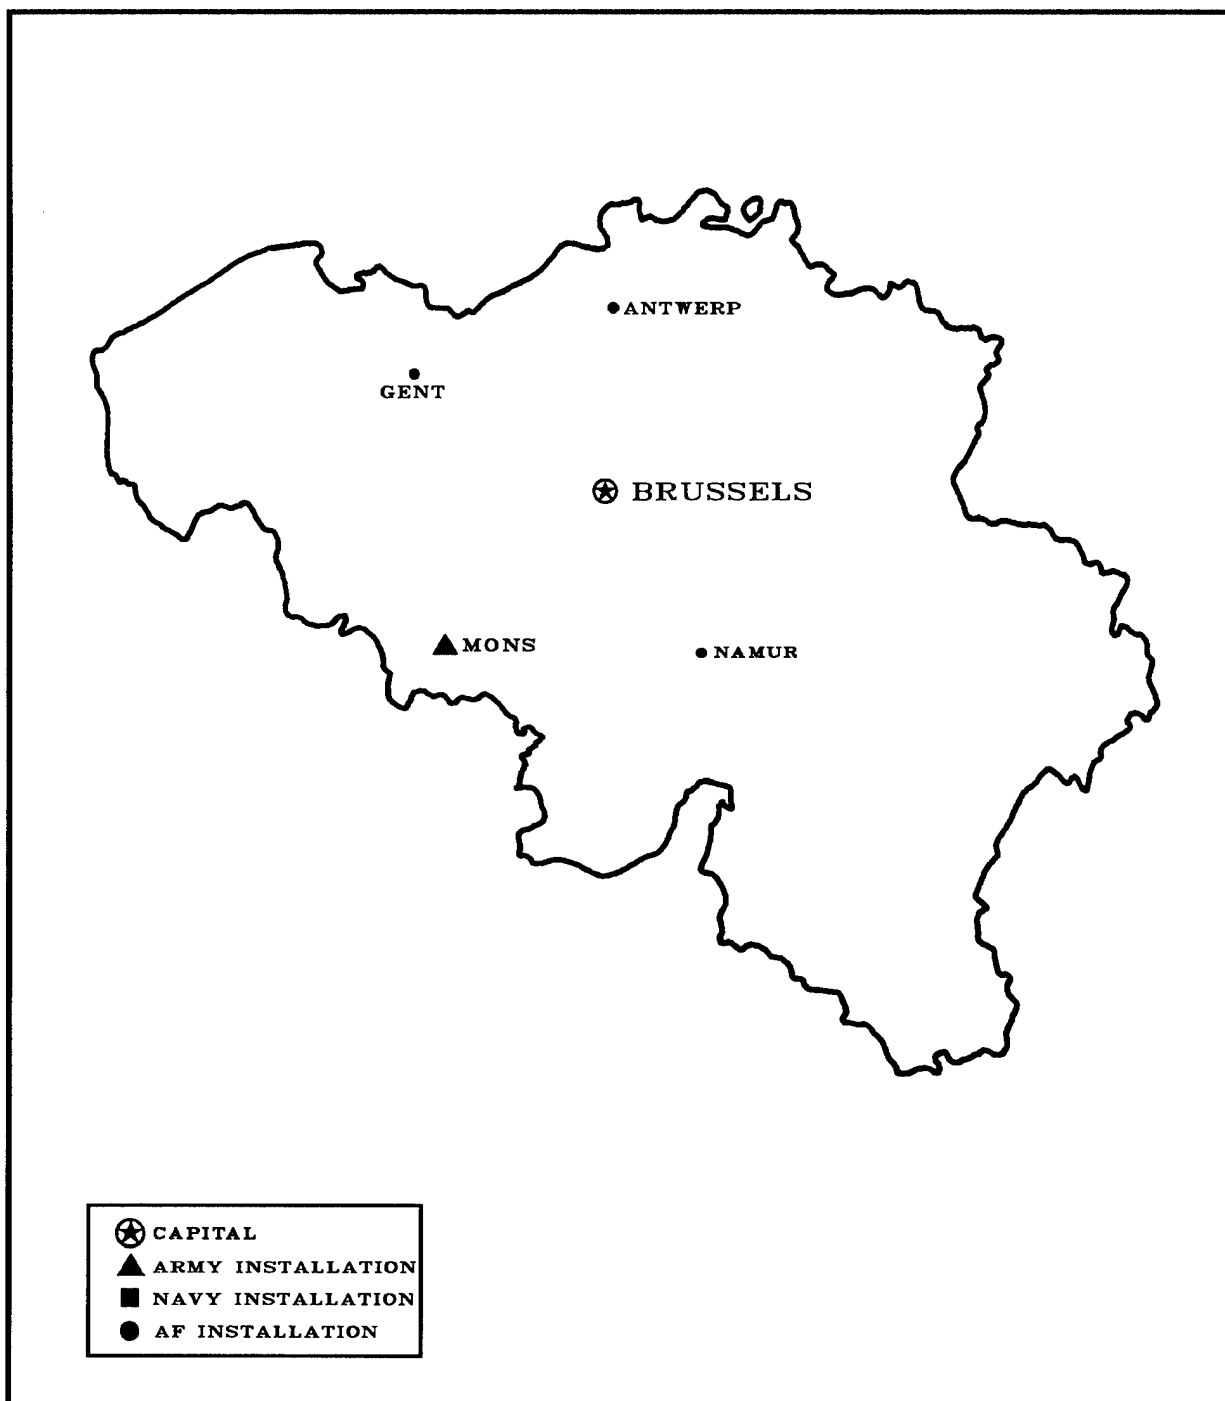 ANTWERP
GENT
BRUSSELS
MONS
NAMUR
CAPITAL
ARMY INSTALLATION
NAVY INSTALLATION
AF INSTALLATION